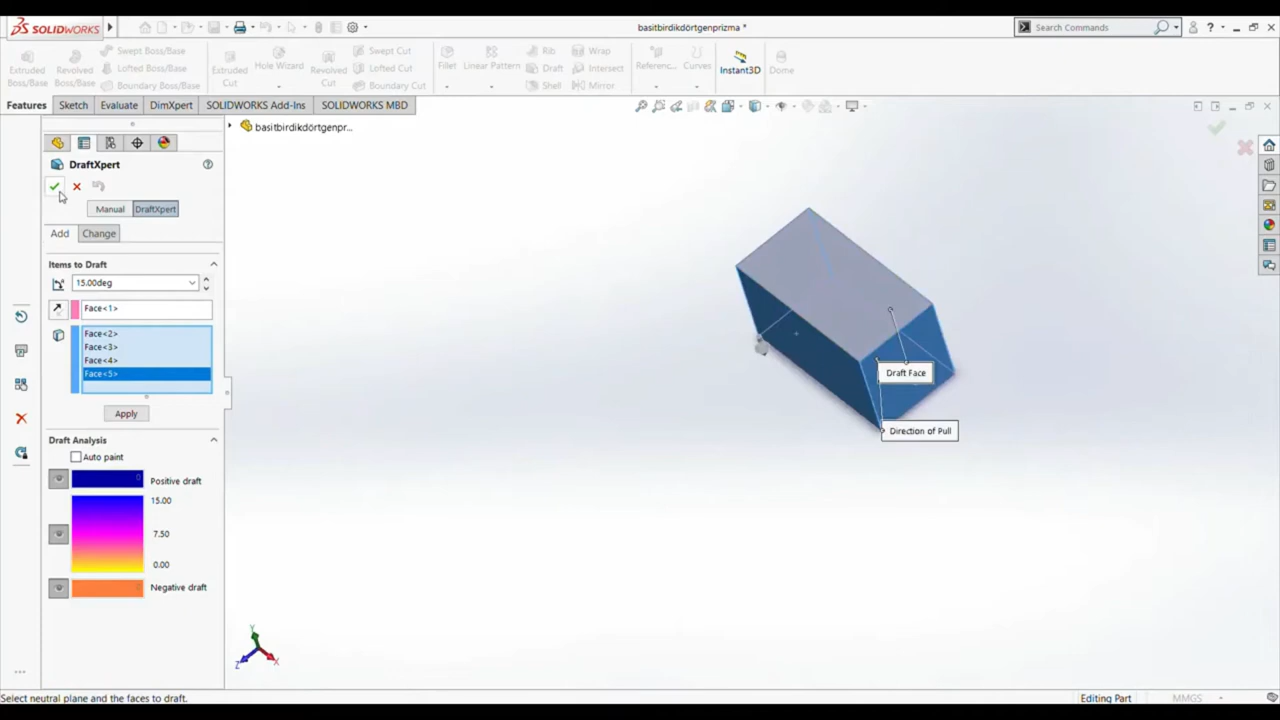 SOLIDWORKS
basitbirdikdörtgenprizma *
Search Commands
?
Extruded Boss/Base
Revolved Boss/Base
Swept Boss/Base
Lofted Boss/Base
Boundary Boss/Base
Extruded Cut
Hole Wizard
Revolved Cut
Swept Cut
Lofted Cut
Boundary Cut
Fillet
Linear Pattern
Rib
Draft
Shell
Wrap
Intersect
Mirror
Referenc...
Curves
Instant3D
Dome
Features
Sketch
Evaluate
DimXpert
SOLIDWORKS Add-Ins
SOLIDWORKS MBD
basitbirdikdörtgenpr...
DraftXpert
?
Manual
DraftXpert
Add
Change
Items to Draft
15.00deg
Face<1>
Face<2>
Face<3>
Face<4>
Face<5>
Apply
Draft Analysis
Auto paint
0
Positive draft
15.00
7.50
0.00
Negative draft
Draft Face
Direction of Pull
Y
Z
X
Select neutral plane and the faces to draft.
Editing Part
MMGS